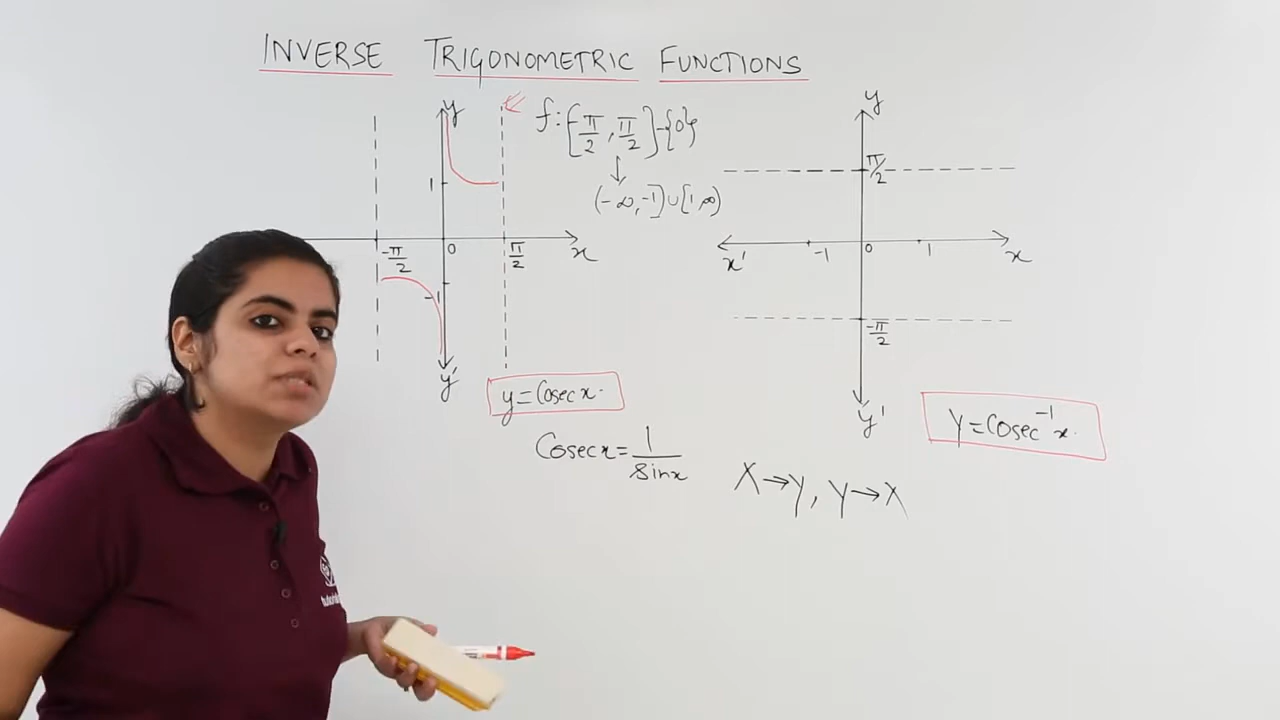 INVERSE TRIGONOMETRIC FUNCTIONS
y
f: [π/2, π/2] - {0}
↓
(-∞, -1] ∪ [1, ∞)
1
-π/2 0 π/2 x
-1
y'
y = Cosec x.
Cosec x = 1/sin x
y
π/2
x' -1 0 1 x
-π/2
y'
y = Cosec⁻¹ x.
X → Y, Y → X